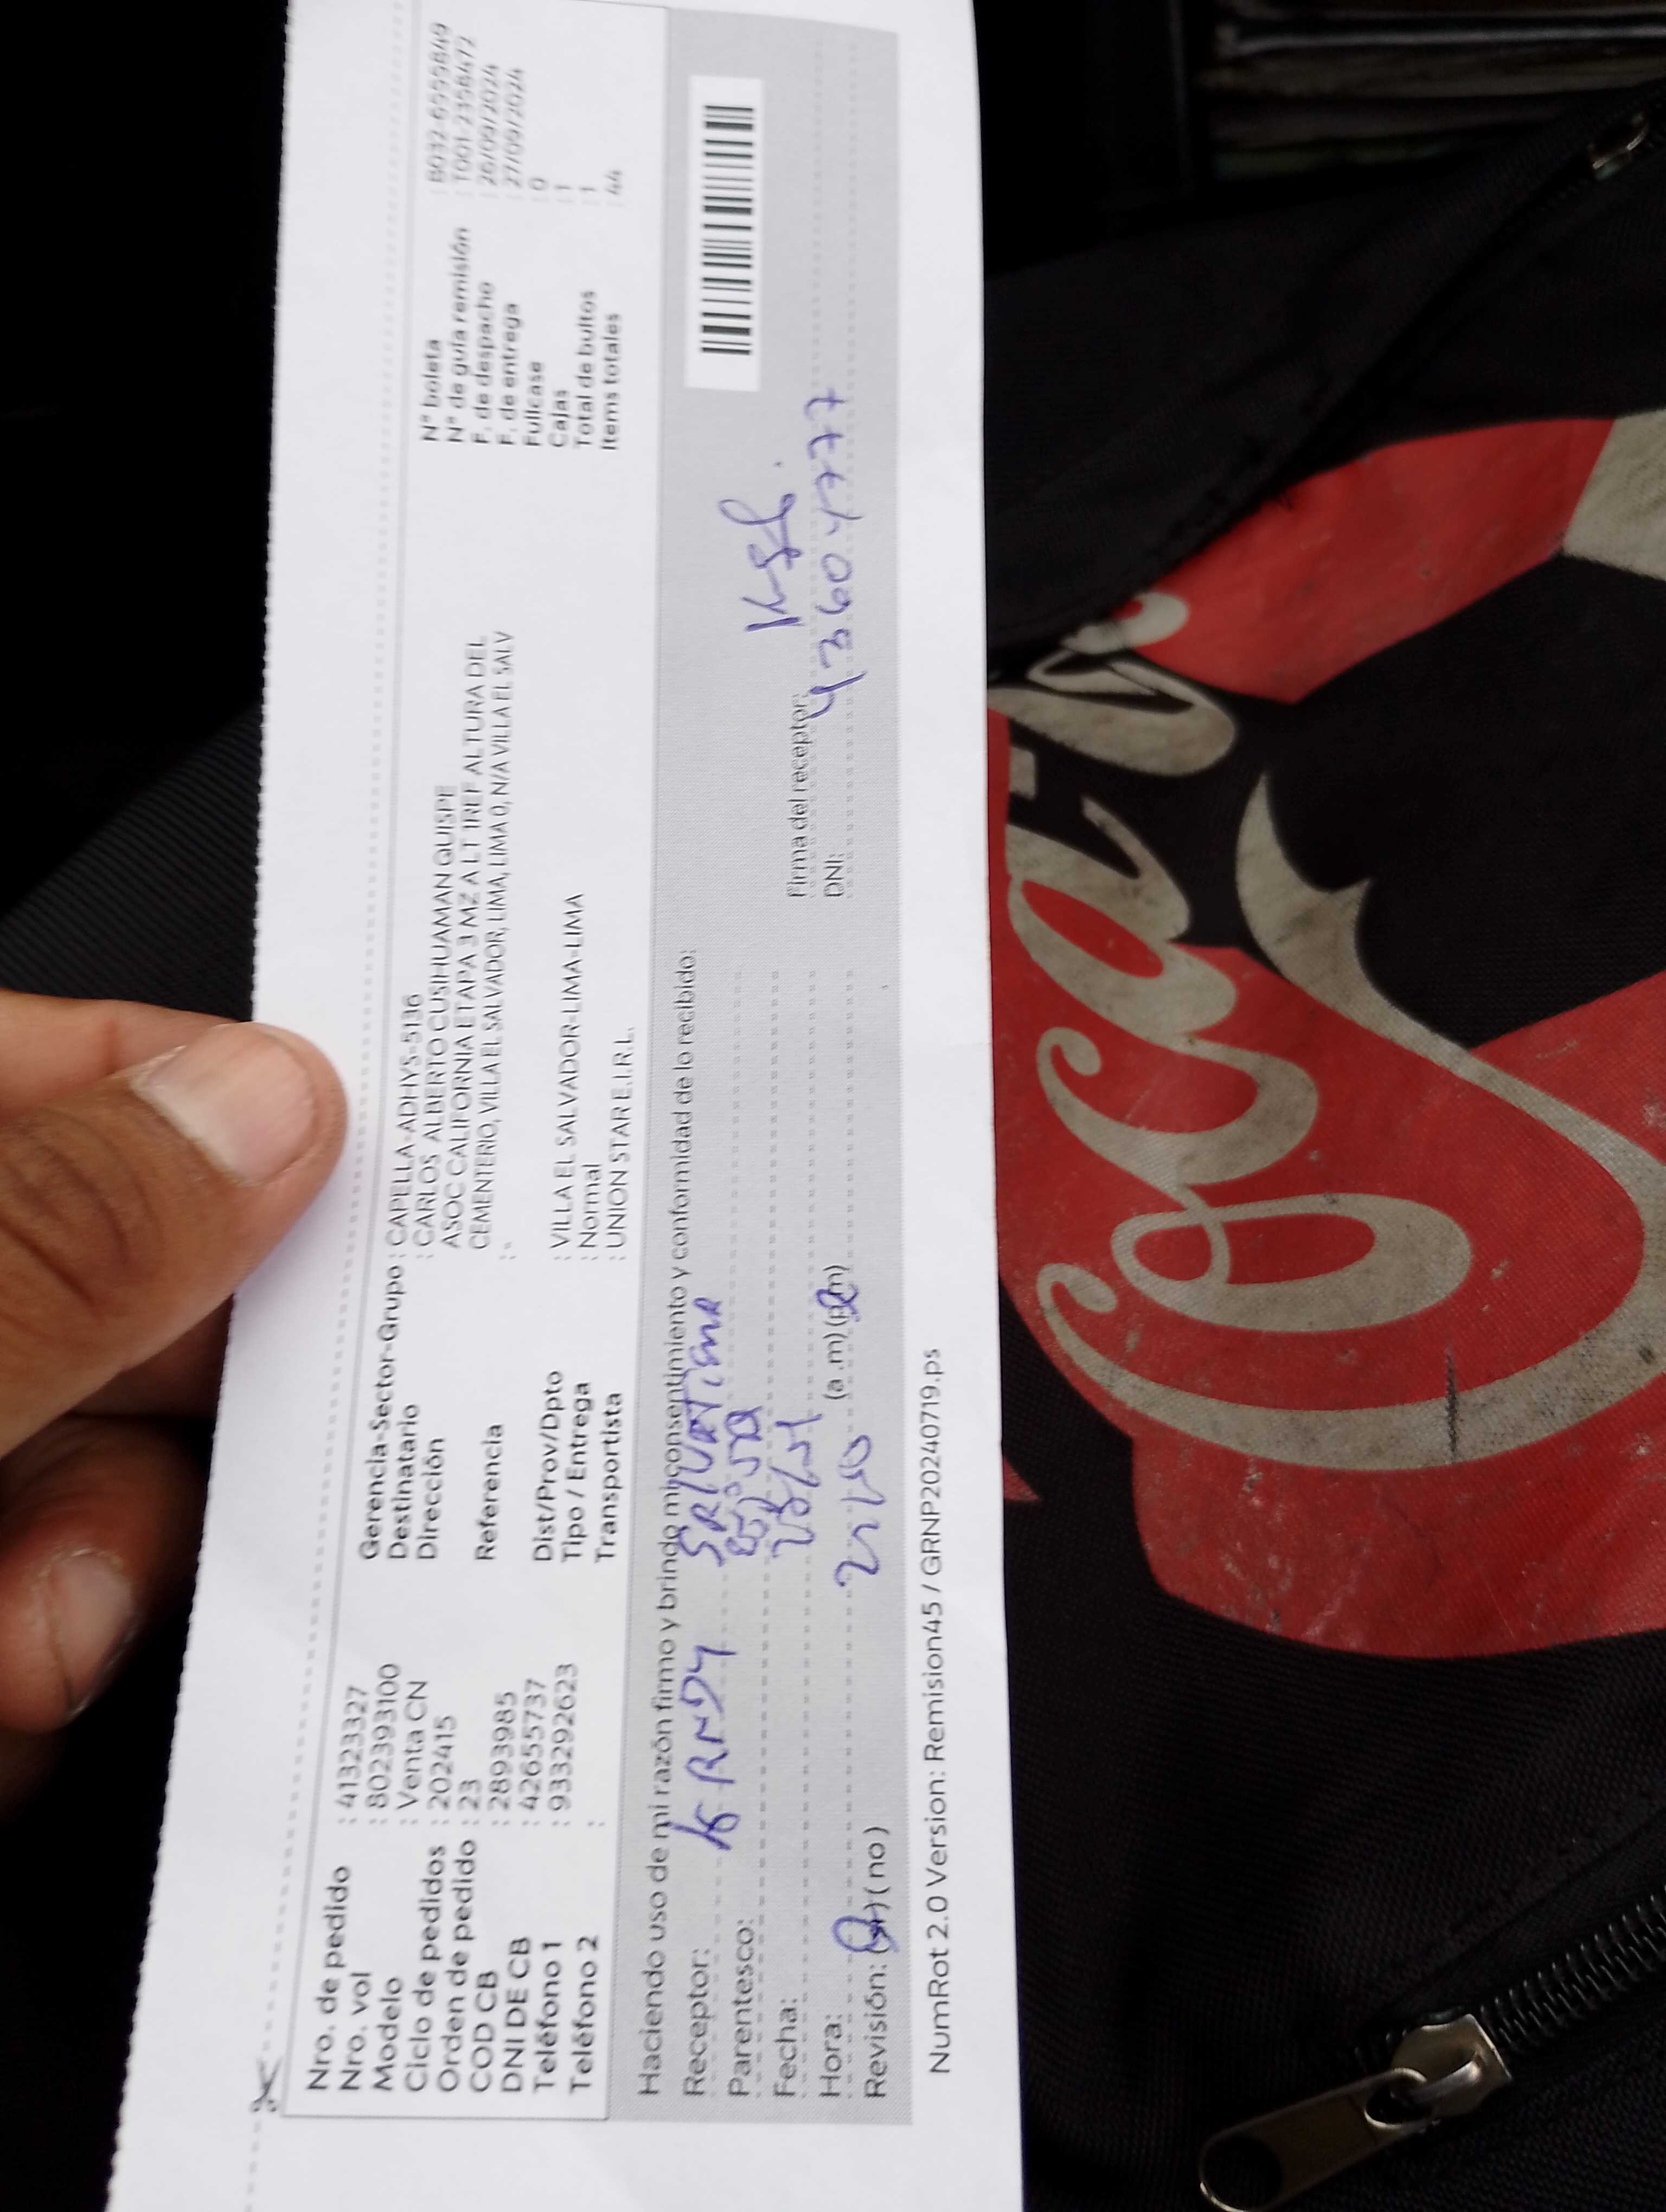 Nro. de pedido : 41323327
Nro. vol : 802393100
Modelo : Venta CN
Ciclo de pedidos : 202415
Orden de pedido : 23
COD CB : 2893985
DNI DE CB : 42655737
Teléfono 1 : 933292623
Teléfono 2 :
Gerencia-Sector-Grupo : CAPELLA-ADHYS-5136
Destinatario : CARLOS ALBERTO CUSIHUAMAN QUISPE
Dirección ASOC CALIFORNIA ETAPA 3 MZ A LT 1REF ALTURA DEL
CEMENTERIO, VILLA EL SALVADOR, LIMA, LIMA 0, N/A VILLA EL SALV
Referencia :
Dist/Prov/Dpto : VILLA EL SALVADOR-LIMA-LIMA
Tipo / Entrega : Normal
Transportista : UNION STAR E.I.R.L.
N° boleta : B012-6559849
N° de guía remisión : T001-2358472
F. de despacho : 26/09/2024
F. de entrega : 27/09/2024
Fullcase : 0
Cajas : 1
Total de bultos : 1
Items totales : 44
Haciendo uso de mi razón firmo y brindo mi consentimiento y conformidad de lo recibido:
Receptor:
Parentesco:
Fecha:
Hora: (a .m) (p.m)
Revisión: (no)
Firma del receptor:
DNI:
NumRot 2.0 Version: Remision45 / GRNP20240719.ps
Coca-Co